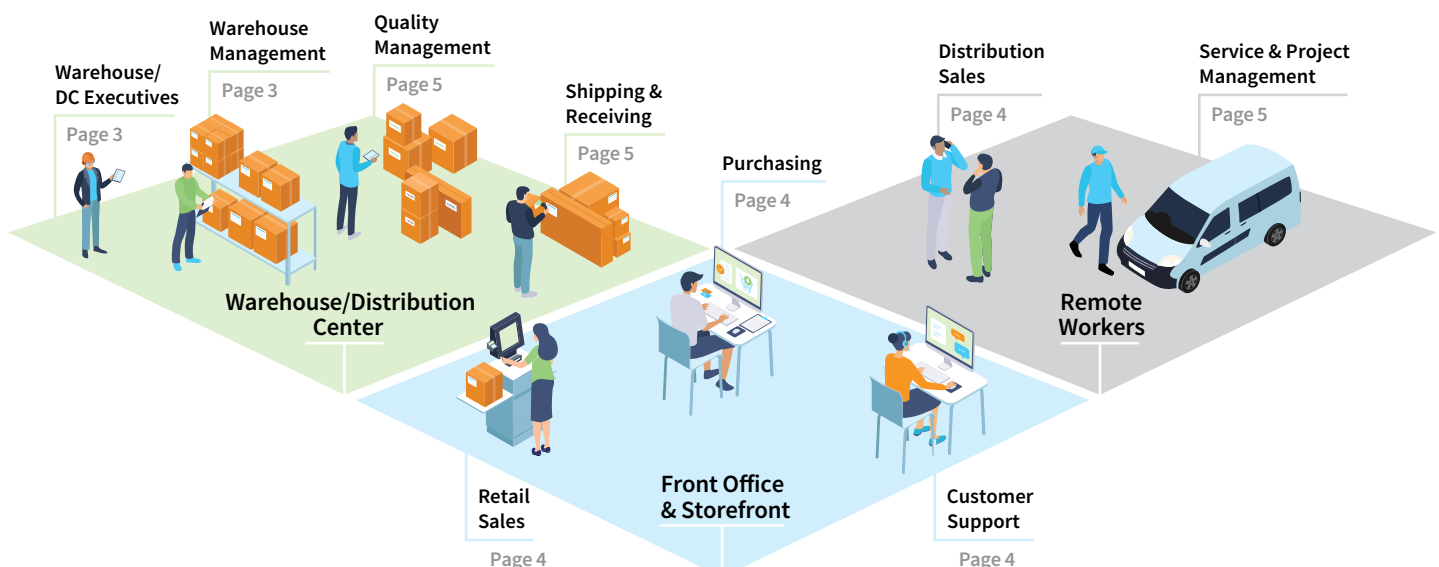 Warehouse/
DC Executives
Page 3
Warehouse
Management
Page 3
Quality
Management
Page 5
Shipping &
Receiving
Page 5
Purchasing
Page 4
Distribution
Sales
Page 4
Service & Project
Management
Page 5
Warehouse/Distribution
Center
Remote
Workers
Retail
Sales
Page 4
Front Office
& Storefront
Customer
Support
Page 4